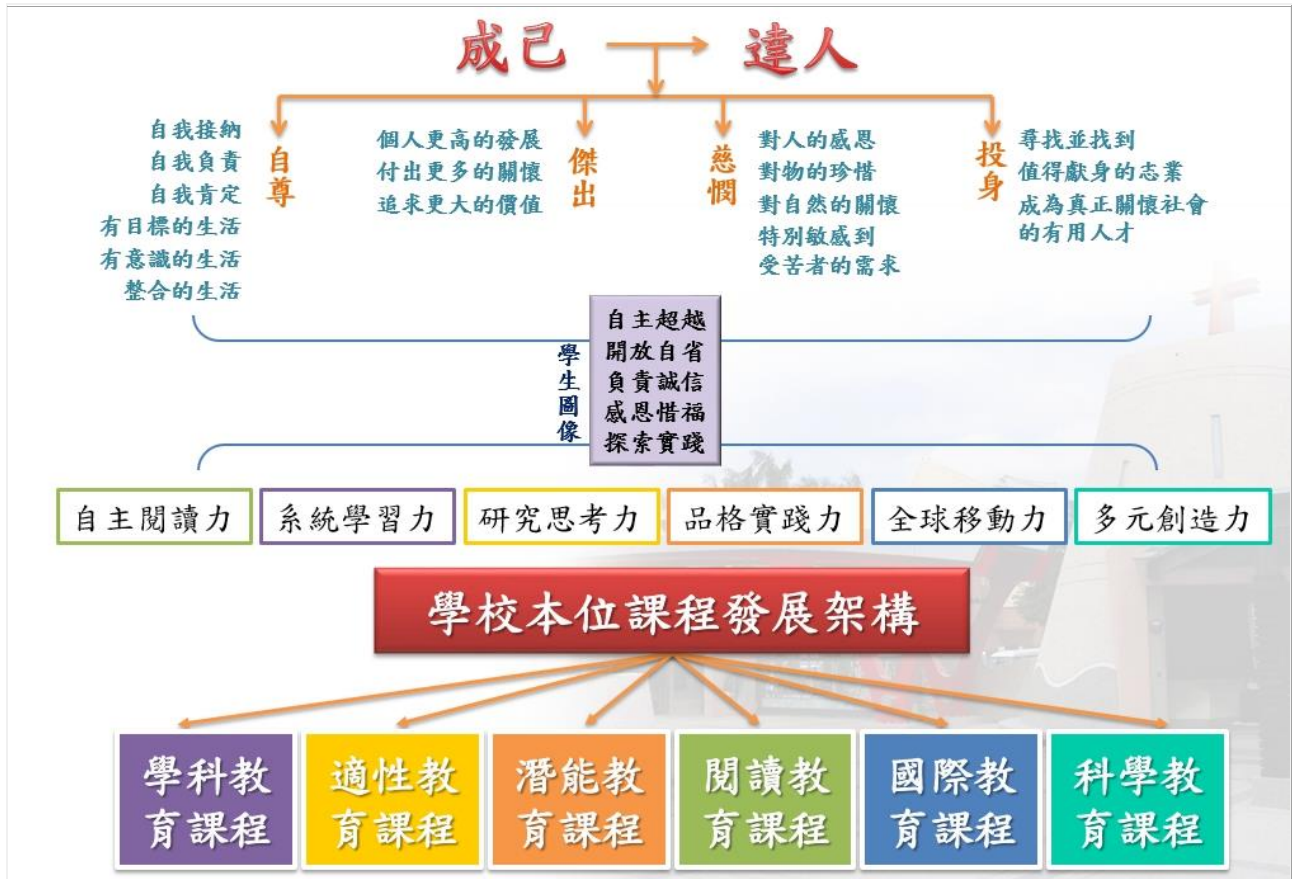 成己
達人
自我接納
自我負責
自我肯定
有目標的生活
有意識的生活
整合的生活
自尊
個人更高的發展
付出更多的關懷
追求更大的價值
傑出
慈憫
對人的感恩
對物的珍惜
對自然的關懷
特別敏感到
受苦者的需求
投身
尋找並找到
值得獻身的志業
成為真正關懷社會
的有用人才
學生圖像
自主超越
開放自省
負責誠信
感恩惜福
探索實踐
自主閱讀力
系統學習力
研究思考力
品格實踐力
全球移動力
多元創造力
學校本位課程發展架構
學科教
育課程
適性教
育課程
潛能教
育課程
閱讀教
育課程
國際教
育課程
科學教
育課程